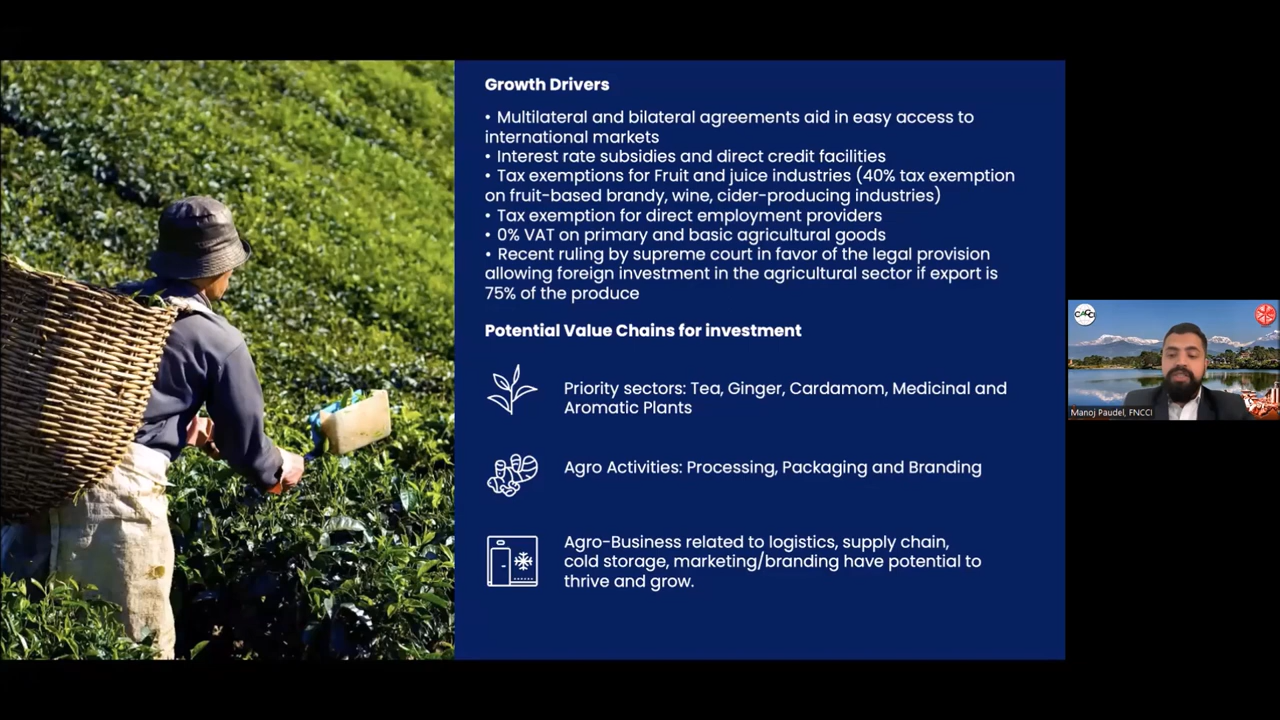 Growth Drivers
• Multilateral and bilateral agreements aid in easy access to
international markets
• Interest rate subsidies and direct credit facilities
• Tax exemptions for Fruit and juice industries (40% tax exemption
on fruit-based brandy, wine, cider-producing industries)
• Tax exemption for direct employment providers
• 0% VAT on primary and basic agricultural goods
• Recent ruling by supreme court in favor of the legal provision
allowing foreign investment in the agricultural sector if export is
75% of the produce
Potential Value Chains for investment
Priority sectors: Tea, Ginger, Cardamom, Medicinal and
Aromatic Plants
Agro Activities: Processing, Packaging and Branding
Agro-Business related to logistics, supply chain,
cold storage, marketing/branding have potential to
thrive and grow.
CACCI
Manoj Paudel, FNCCI